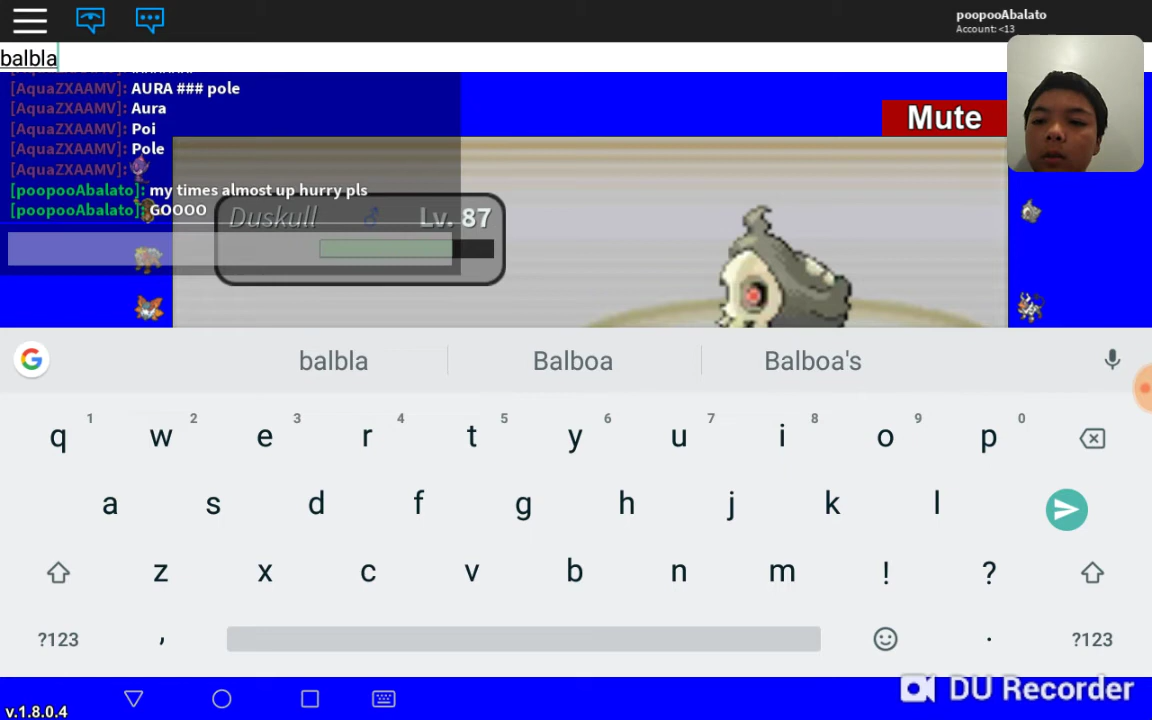 poopooAbalato
Account: <13
balbla
[AquaZXAAMV]: AURA ### pole
[AquaZXAAMV]: Aura
[AquaZXAAMV]: Poi
[AquaZXAAMV]: Pole
[AquaZXAAMV]:
[poopooAbalato]: my times almost up hurry pls
[poopooAbalato]: GOOOO
Mute
Duskull ♂ Lv. 87
G balbla Balboa Balboa's
1 2 3 4 5 6 7 8 9 0
q w e r t y u i o p
a s d f g h j k l
z x c v b n m ! ?
?123 , . ?123
DU Recorder
v.1.8.0.4